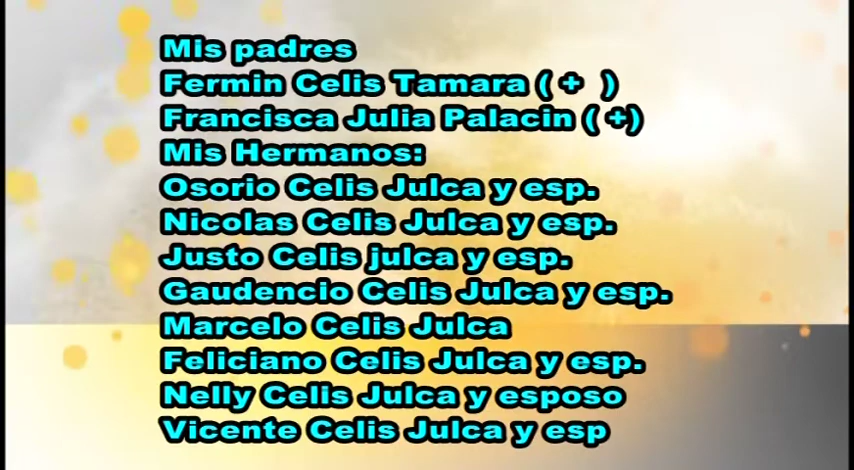 Mis padres
Fermin Celis Tamara ( +  )
Francisca Julia Palacin ( +)
Mis Hermanos:
Osorio Celis Julca y esp.
Nicolas Celis Julca y esp.
Justo Celis julca y esp.
Gaudencio Celis Julca y esp.
Marcelo Celis Julca
Feliciano Celis Julca y esp.
Nelly Celis Julca y esposo
Vicente Celis Julca y esp